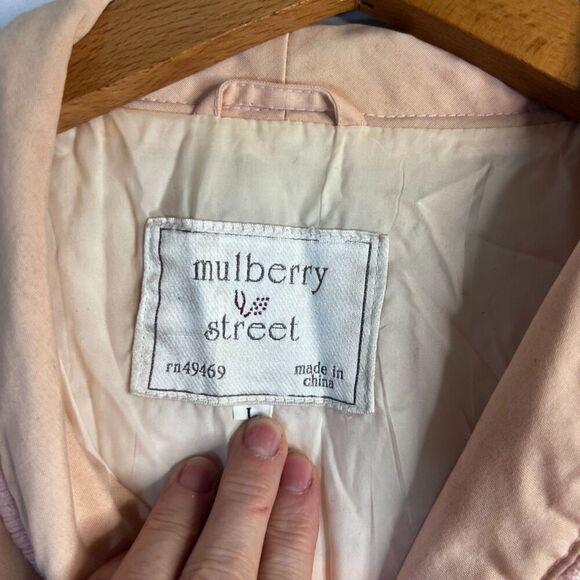 mulberry
street
rn49469
made in
china
L